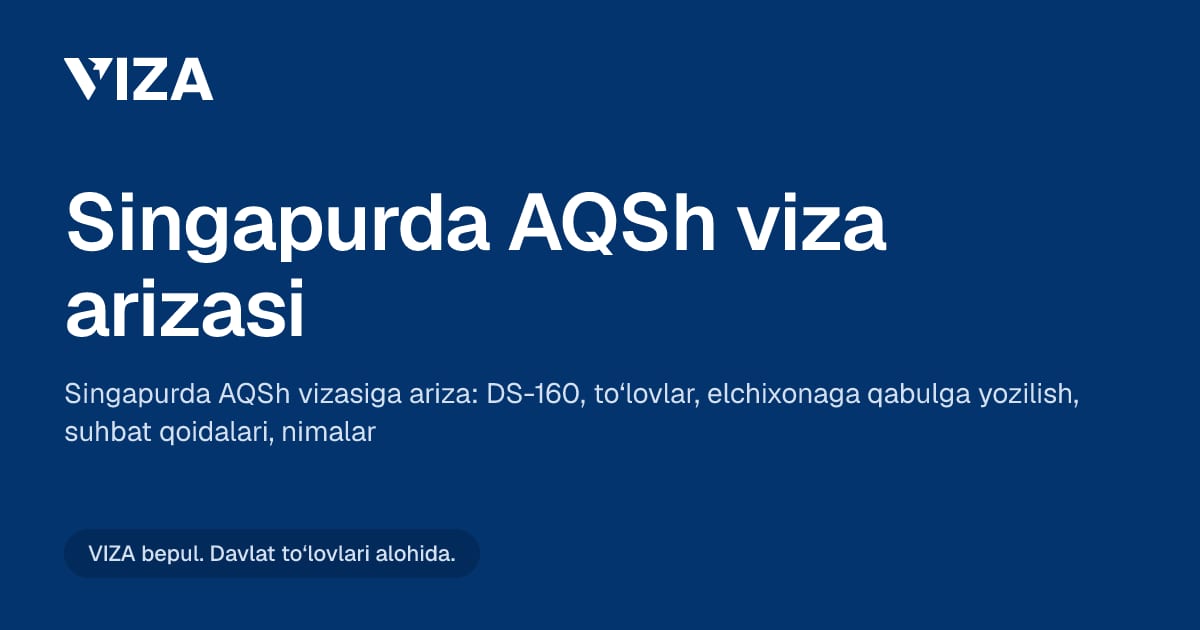 VIZA
Singapurda AQSh viza
arizasi
Singapurda AQSh vizasiga ariza: DS-160, to‘lovlar, elchixonaga qabulga yozilish,
suhbat qoidalari, nimalar
VIZA bepul. Davlat to‘lovlari alohida.